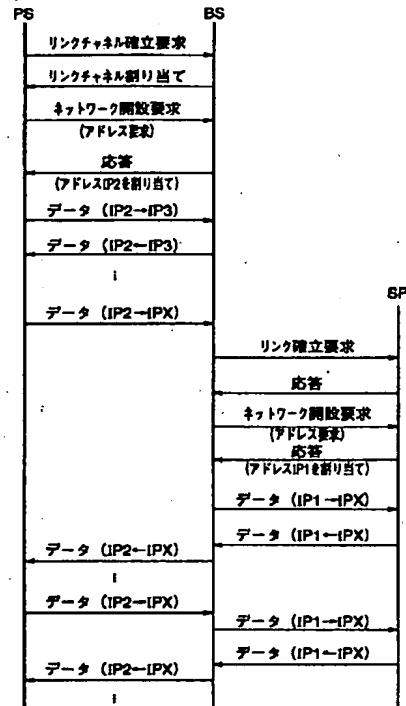 PS
BS
リンクチャネル確立要求
リンクチャネル割り当て
ネットワーク開設要求
(アドレス要求)
応答
(アドレスIP2を割り当て)
データ (IP2→IP3)
データ (IP2←IP3)
データ (IP2→IPX)
SP
リンク確立要求
応答
ネットワーク開設要求
(アドレス要求)
応答
(アドレスIP1を割り当て)
データ (IP1→IPX)
データ (IP1←IPX)
データ (IP2←IPX)
データ (IP2→IPX)
データ (IP1→IPX)
データ (IP1←IPX)
データ (IP2←IPX)